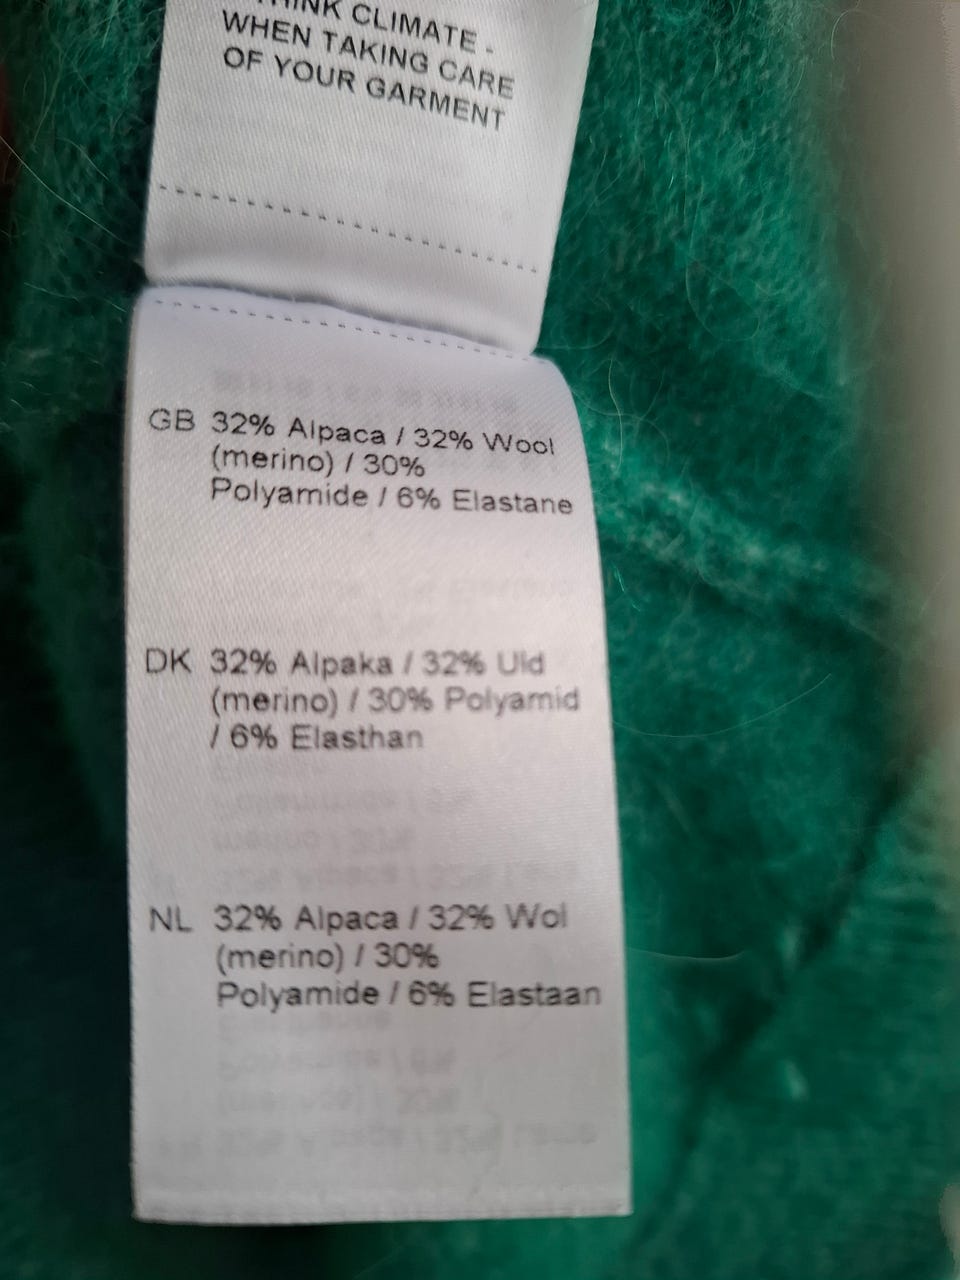 THINK CLIMATE -
WHEN TAKING CARE
OF YOUR GARMENT
GB 32% Alpaca / 32% Wool
(merino) / 30%
Polyamide / 6% Elastane
DK 32% Alpaka / 32% Uld
(merino) / 30% Polyamid
/ 6% Elasthan
NL 32% Alpaca / 32% Wol
(merino) / 30%
Polyamide / 6% Elastaan